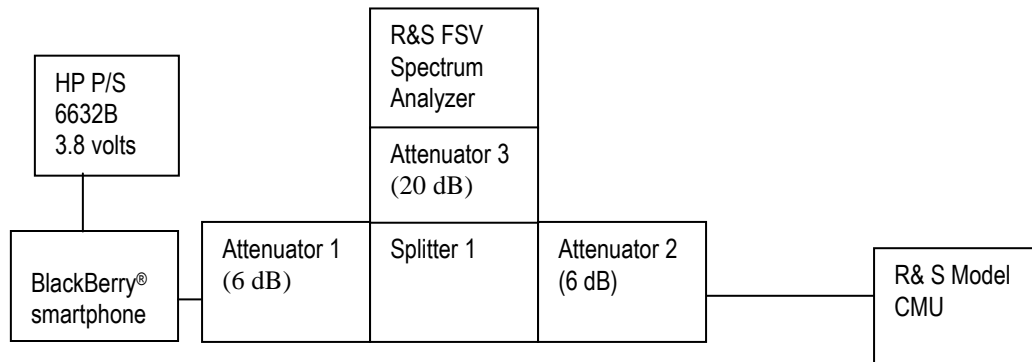 R&S FSV
Spectrum
Analyzer
HP P/S
6632B
3.8 volts
Attenuator 3
(20 dB)
BlackBerry®
smartphone
Attenuator 1
(6 dB)
Splitter 1
Attenuator 2
(6 dB)
R& S Model
CMU